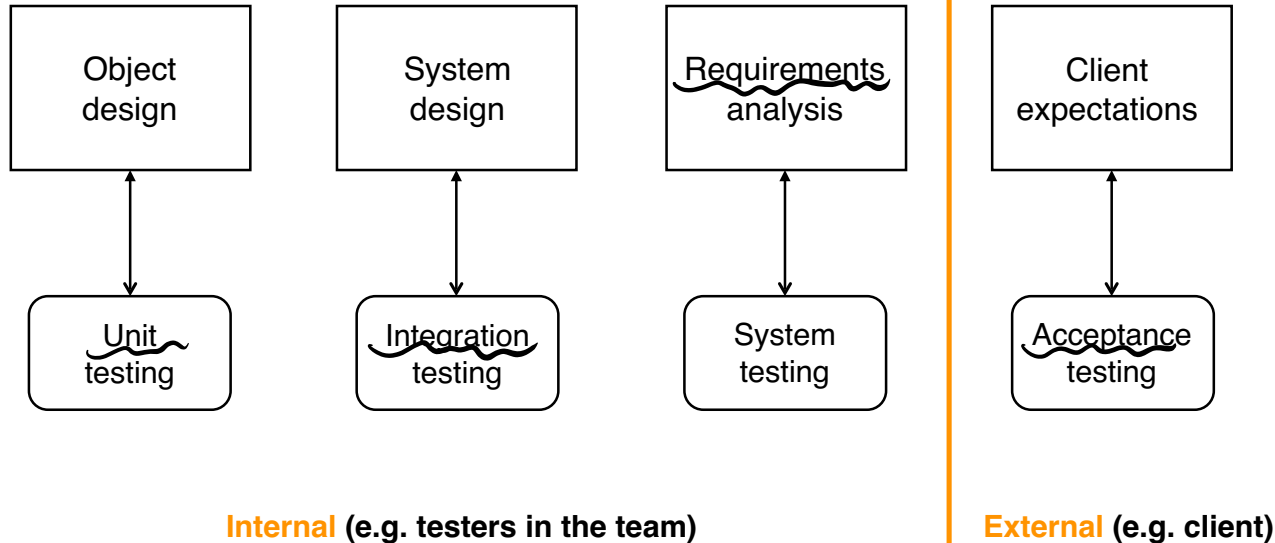 Object
design
System
design
Requirements
analysis
Client
expectations
Unit
testing
Integration
testing
System
testing
Acceptance
testing
Internal (e.g. testers in the team)
External (e.g. client)